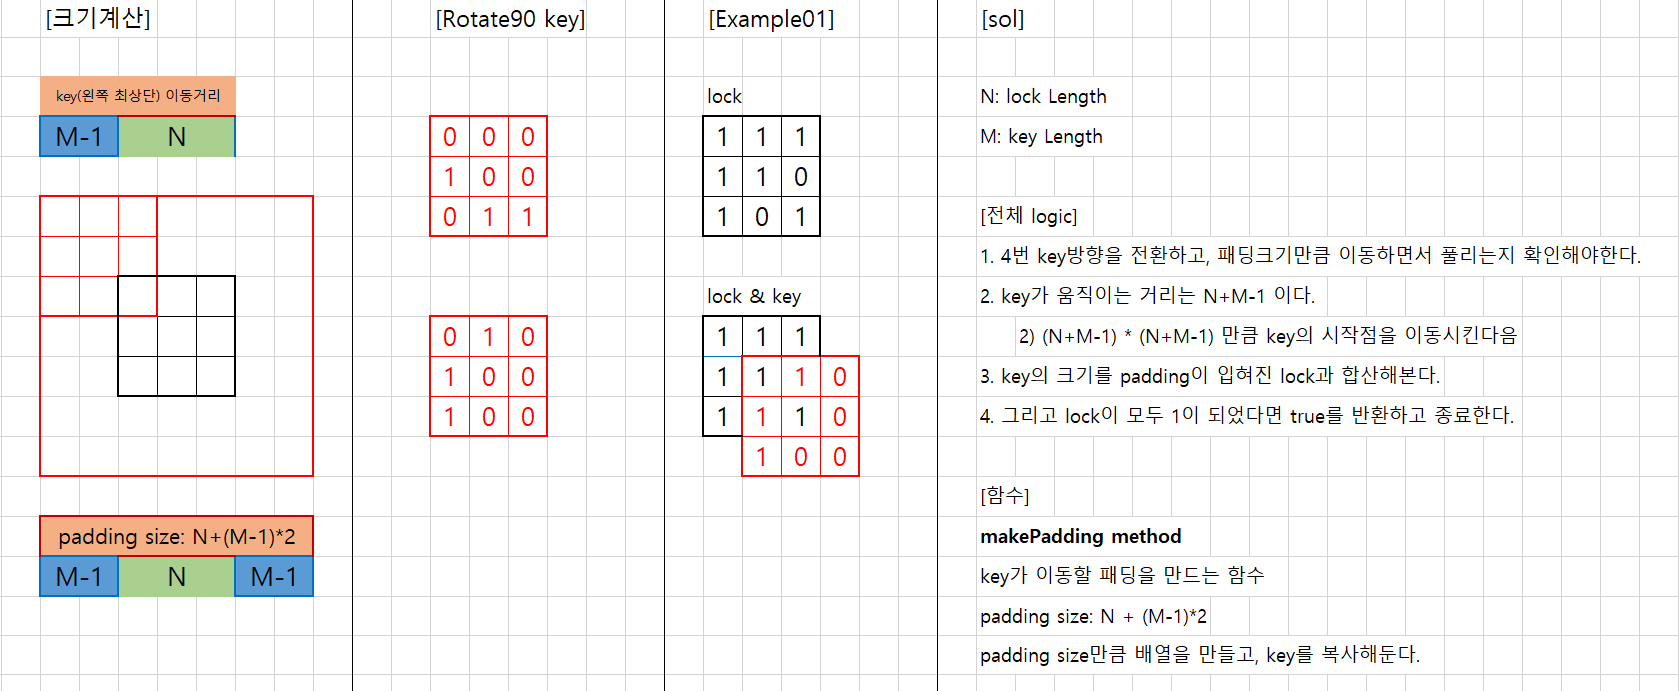 [크기계산]
key(왼쪽 최상단) 이동거리
M-1 N
padding size: N+(M-1)*2
M-1 N M-1
[Rotate90 key]
0 0 0
1 0 0
0 1 1
0 1 0
1 0 0
1 0 0
[Example01]
lock
1 1 1
1 1 0
1 0 1
lock & key
1 1 1
1 1 1 0
1 1 1 0
1 0 0
[sol]
N: lock Length
M: key Length
[전체 logic]
1. 4번 key방향을 전환하고, 패딩크기만큼 이동하면서 풀리는지 확인해야한다.
2. key가 움직이는 거리는 N+M-1 이다.
2) (N+M-1) * (N+M-1) 만큼 key의 시작점을 이동시킨다음
3. key의 크기를 padding이 입혀진 lock과 합산해본다.
4. 그리고 lock이 모두 1이 되었다면 true를 반환하고 종료한다.
[함수]
makePadding method
key가 이동할 패딩을 만드는 함수
padding size: N + (M-1)*2
padding size만큼 배열을 만들고, key를 복사해둔다.